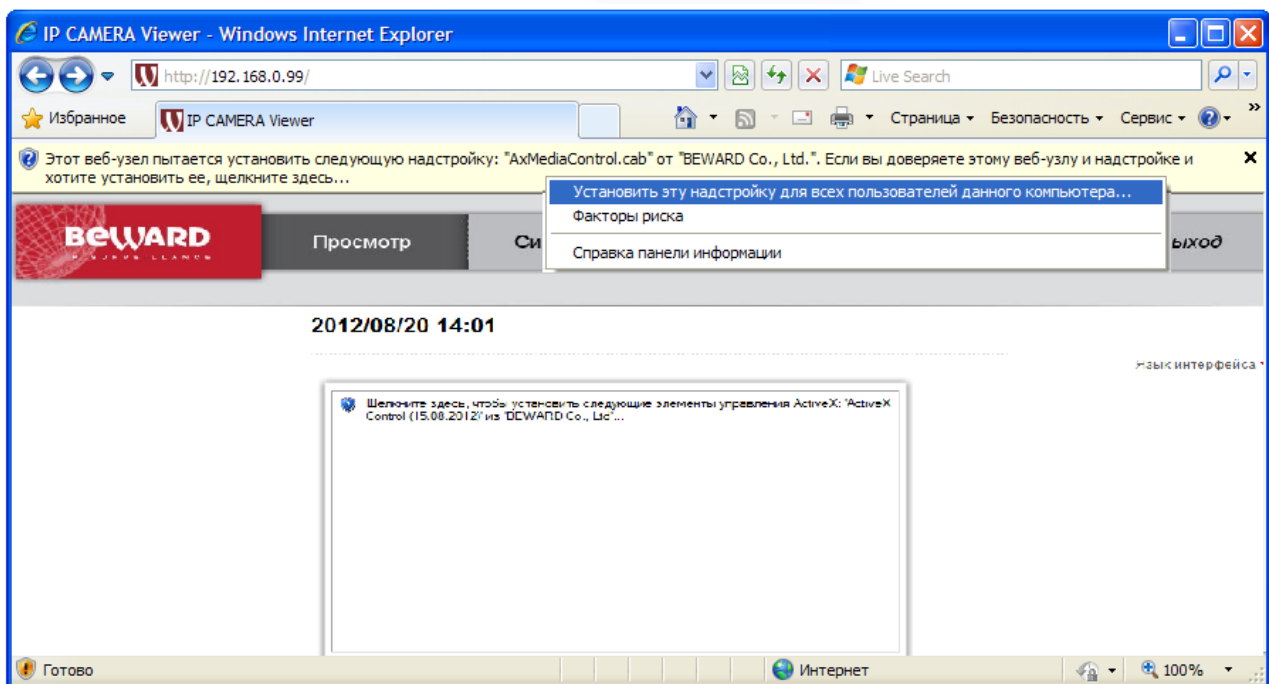 IP CAMERA Viewer - Windows Internet Explorer
http://192.168.0.99/
Live Search
Избранное
IP CAMERA Viewer
Страница
Безопасность
Сервис
»
Этот веб-узел пытается установить следующую надстройку: "AxMediaControl.cab" от "BEWARD Co., Ltd.". Если вы доверяете этому веб-узлу и надстройке и
хотите установить ее, щелкните здесь...
Установить эту надстройку для всех пользователей данного компьютера...
Факторы риска
Справка панели информации
BEWARD
Просмотр
Си
ыход
2012/08/20 14:01
Язык интерфейса
Щелкните здесь, чтобы установить следующие элементы управления ActiveX: 'ActiveX
Control (15.08.2012)' из 'BEWARD Co., Ltd'...
Готово
Интернет
100%